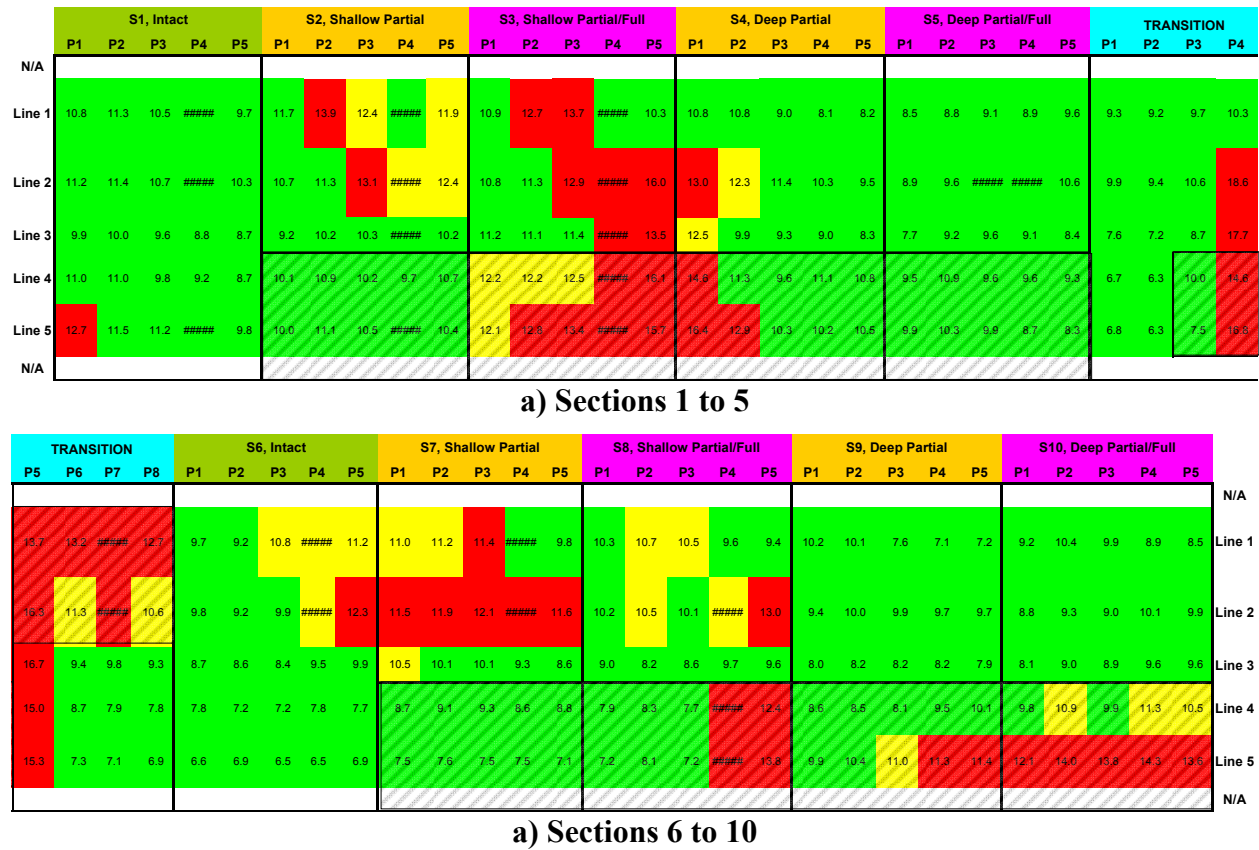 S1, Intact S2, Shallow Partial S3, Shallow Partial/Full S4, Deep Partial S5, Deep Partial/Full TRANSITION
P1 P2 P3 P4 P5 P1 P2 P3 P4 P5 P1 P2 P3 P4 P5 P1 P2 P3 P4 P5 P1 P2 P3 P4 P5 P1 P2 P3 P4
N/A
Line 1 10.8 11.3 10.5 ##### 9.7 11.7 13.9 12.4 ##### 11.9 10.9 12.7 13.7 ##### 10.3 10.8 10.8 9.0 8.1 8.2 8.5 8.8 9.1 8.9 9.6 9.3 9.2 9.7 10.3
Line 2 11.2 11.4 10.7 ##### 10.3 10.7 11.3 13.1 ##### 12.4 10.8 11.3 12.9 ##### 16.0 13.0 12.3 11.4 10.3 9.5 8.9 9.6 ##### ##### 10.6 9.9 9.4 10.6 18.6
Line 3 9.9 10.0 9.6 8.8 8.7 9.2 10.2 10.3 ##### 10.2 11.2 11.1 11.4 ##### 13.5 12.5 9.9 9.3 9.0 8.3 7.7 9.2 9.6 9.1 8.4 7.6 7.2 8.7 17.7
Line 4 11.0 11.0 9.8 9.2 8.7 10.1 10.9 10.2 9.7 10.7 12.2 12.2 12.5 ##### 16.1 14.6 11.3 9.6 11.1 10.8 9.5 10.9 9.6 9.6 9.3 6.7 6.3 10.0 14.6
Line 5 12.7 11.5 11.2 ##### 9.8 10.0 11.1 10.5 ##### 10.4 12.1 12.8 13.4 ##### 15.7 16.4 12.9 10.3 10.2 10.5 9.9 10.3 9.9 8.7 8.3 6.8 6.3 7.5 16.8
N/A
a) Sections 1 to 5
TRANSITION S6, Intact S7, Shallow Partial S8, Shallow Partial/Full S9, Deep Partial S10, Deep Partial/Full
P5 P6 P7 P8 P1 P2 P3 P4 P5 P1 P2 P3 P4 P5 P1 P2 P3 P4 P5 P1 P2 P3 P4 P5 P1 P2 P3 P4 P5
N/A
13.7 13.2 ##### 12.7 9.7 9.2 10.8 ##### 11.2 11.0 11.2 11.4 ##### 9.8 10.3 10.7 10.5 9.6 9.4 10.2 10.1 7.6 7.1 7.2 9.2 10.4 9.9 8.9 8.5 Line 1
16.3 11.3 ##### 10.6 9.8 9.2 9.9 ##### 12.3 11.5 11.9 12.1 ##### 11.6 10.2 10.5 10.1 ##### 13.0 9.4 10.0 9.9 9.7 9.7 8.8 9.3 9.0 10.1 9.9 Line 2
16.7 9.4 9.8 9.3 8.7 8.6 8.4 9.5 9.9 10.5 10.1 10.1 9.3 8.6 9.0 8.2 8.6 9.7 9.6 8.0 8.2 8.2 8.2 7.9 8.1 9.0 8.9 9.6 9.6 Line 3
15.0 8.7 7.9 7.8 7.8 7.2 7.2 7.8 7.7 8.7 9.1 9.3 8.6 8.8 7.9 8.3 7.7 ##### 12.4 8.6 8.5 8.1 9.5 10.1 9.8 10.9 9.9 11.3 10.5 Line 4
15.3 7.3 7.1 6.9 6.6 6.9 6.5 6.5 6.9 7.5 7.6 7.5 7.5 7.1 7.2 8.1 7.2 ##### 13.8 9.9 10.4 11.0 11.3 11.4 12.1 14.0 13.8 14.3 13.6 Line 5
N/A
a) Sections 6 to 10